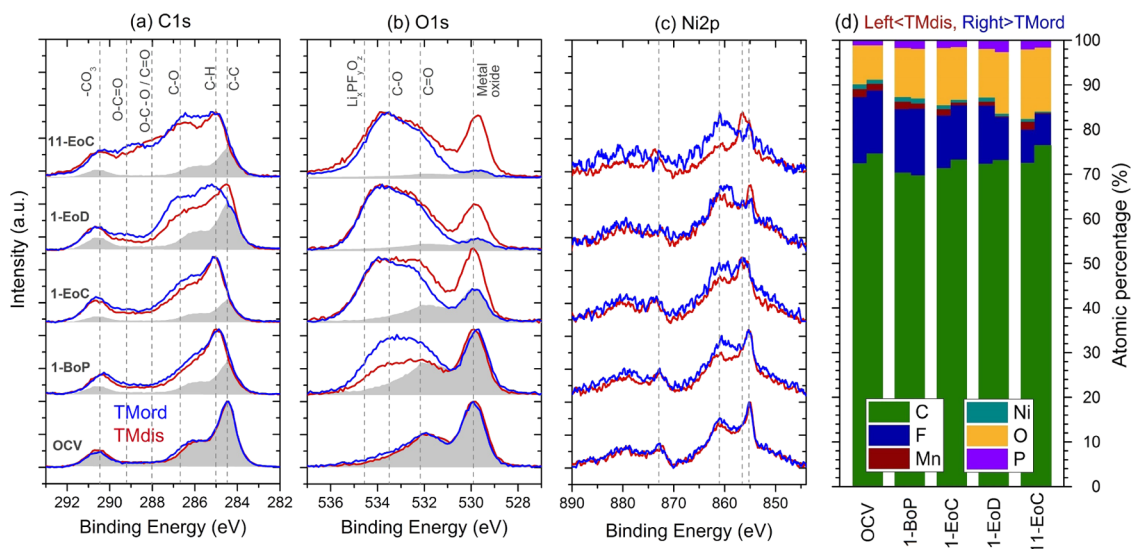 (a) C1s
(b) O1s
(c) Ni2p
(d) Left<TMdis, Right>TMord
Intensity (a.u.)
-CO3
O-C=O
O-C-O / C=O
C-O
C-H
C-C
11-EoC
1-EoD
1-EoC
1-BoP
TMord
TMdis
OCV
292 290 288 286 284 282
Binding Energy (eV)
LixPFyOz
C-O
C=O
Metal
oxide
536 534 532 530 528
Binding Energy (eV)
890 880 870 860 850
Binding Energy (eV)
100
90
80
70
60
50
40
30
20
10
0
Atomic percentage (%)
C
F
Mn
Ni
O
P
OCV
1-BoP
1-EoC
1-EoD
11-EoC